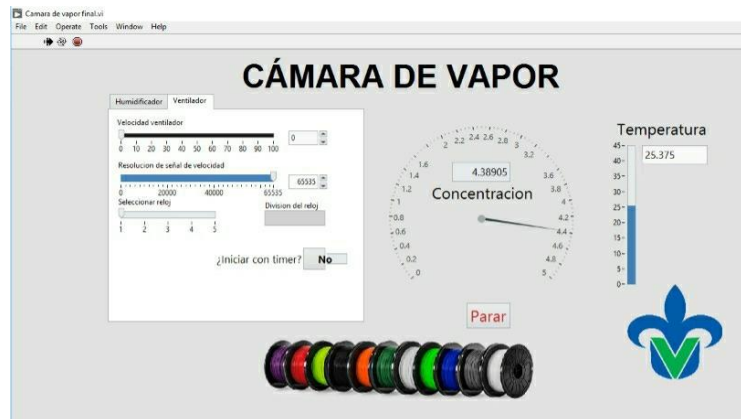 Camara de vapor final.vi
File Edit Operate Tools Window Help
CÁMARA DE VAPOR
Humidificador Ventilador
Velocidad ventilador
0
0 10 20 30 40 50 60 70 80 90 100
Resolucion de señal de velocidad
65535
0 20000 40000 65535
Seleccionar reloj
Division del reloj
1 2 3 4 5
¿Iniciar con timer? No
0 0.2 0.4 0.6 0.8 1 1.2 1.4 1.6 2 2.2 2.4 2.6 2.8 3 3.2 3.6 3.8 4 4.2 4.4 4.6 4.8 5
4.38905
Concentracion
Parar
Temperatura
25.375
45
40
35
30
25
20
15
10
5
0